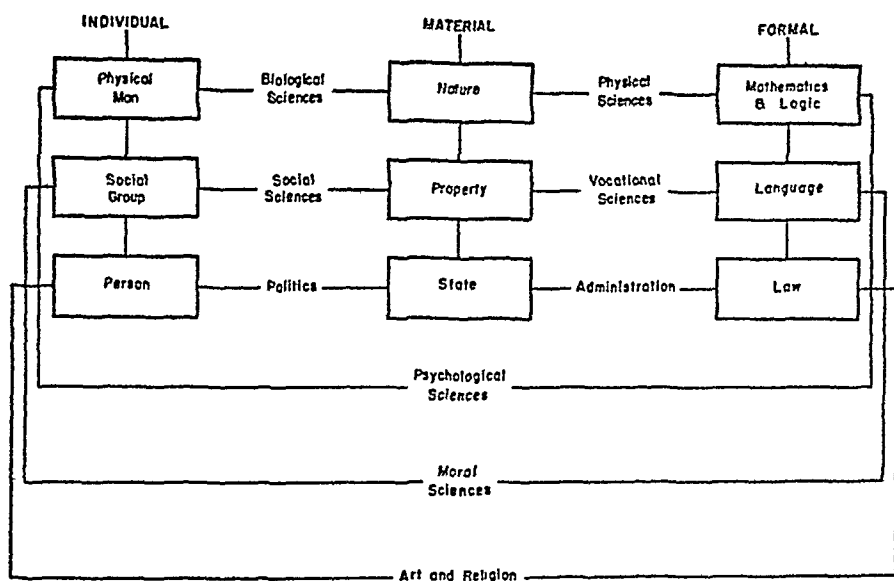 INDIVIDUAL
MATERIAL
FORMAL
Physical
Man
Biological
Sciences
Nature
Physical
Sciences
Mathematics
& Logic
Social
Group
Social
Sciences
Property
Vocational
Sciences
Language
Person
Politics
State
Administration
Law
Psychological
Sciences
Moral
Sciences
Art and Religion